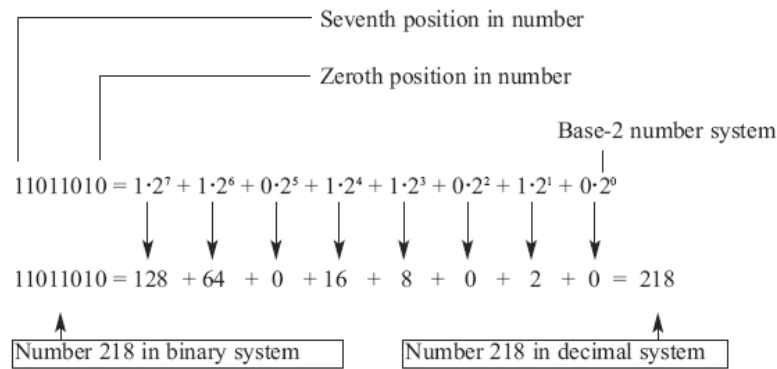 Seventh position in number
Zeroth position in number
Base-2 number system
11011010 = 1·2⁷ + 1·2⁶ + 0·2⁵ + 1·2⁴ + 1·2³ + 0·2² + 1·2¹ + 0·2⁰
11011010 = 128 + 64 + 0 + 16 + 8 + 0 + 2 + 0 = 218
Number 218 in binary system
Number 218 in decimal system